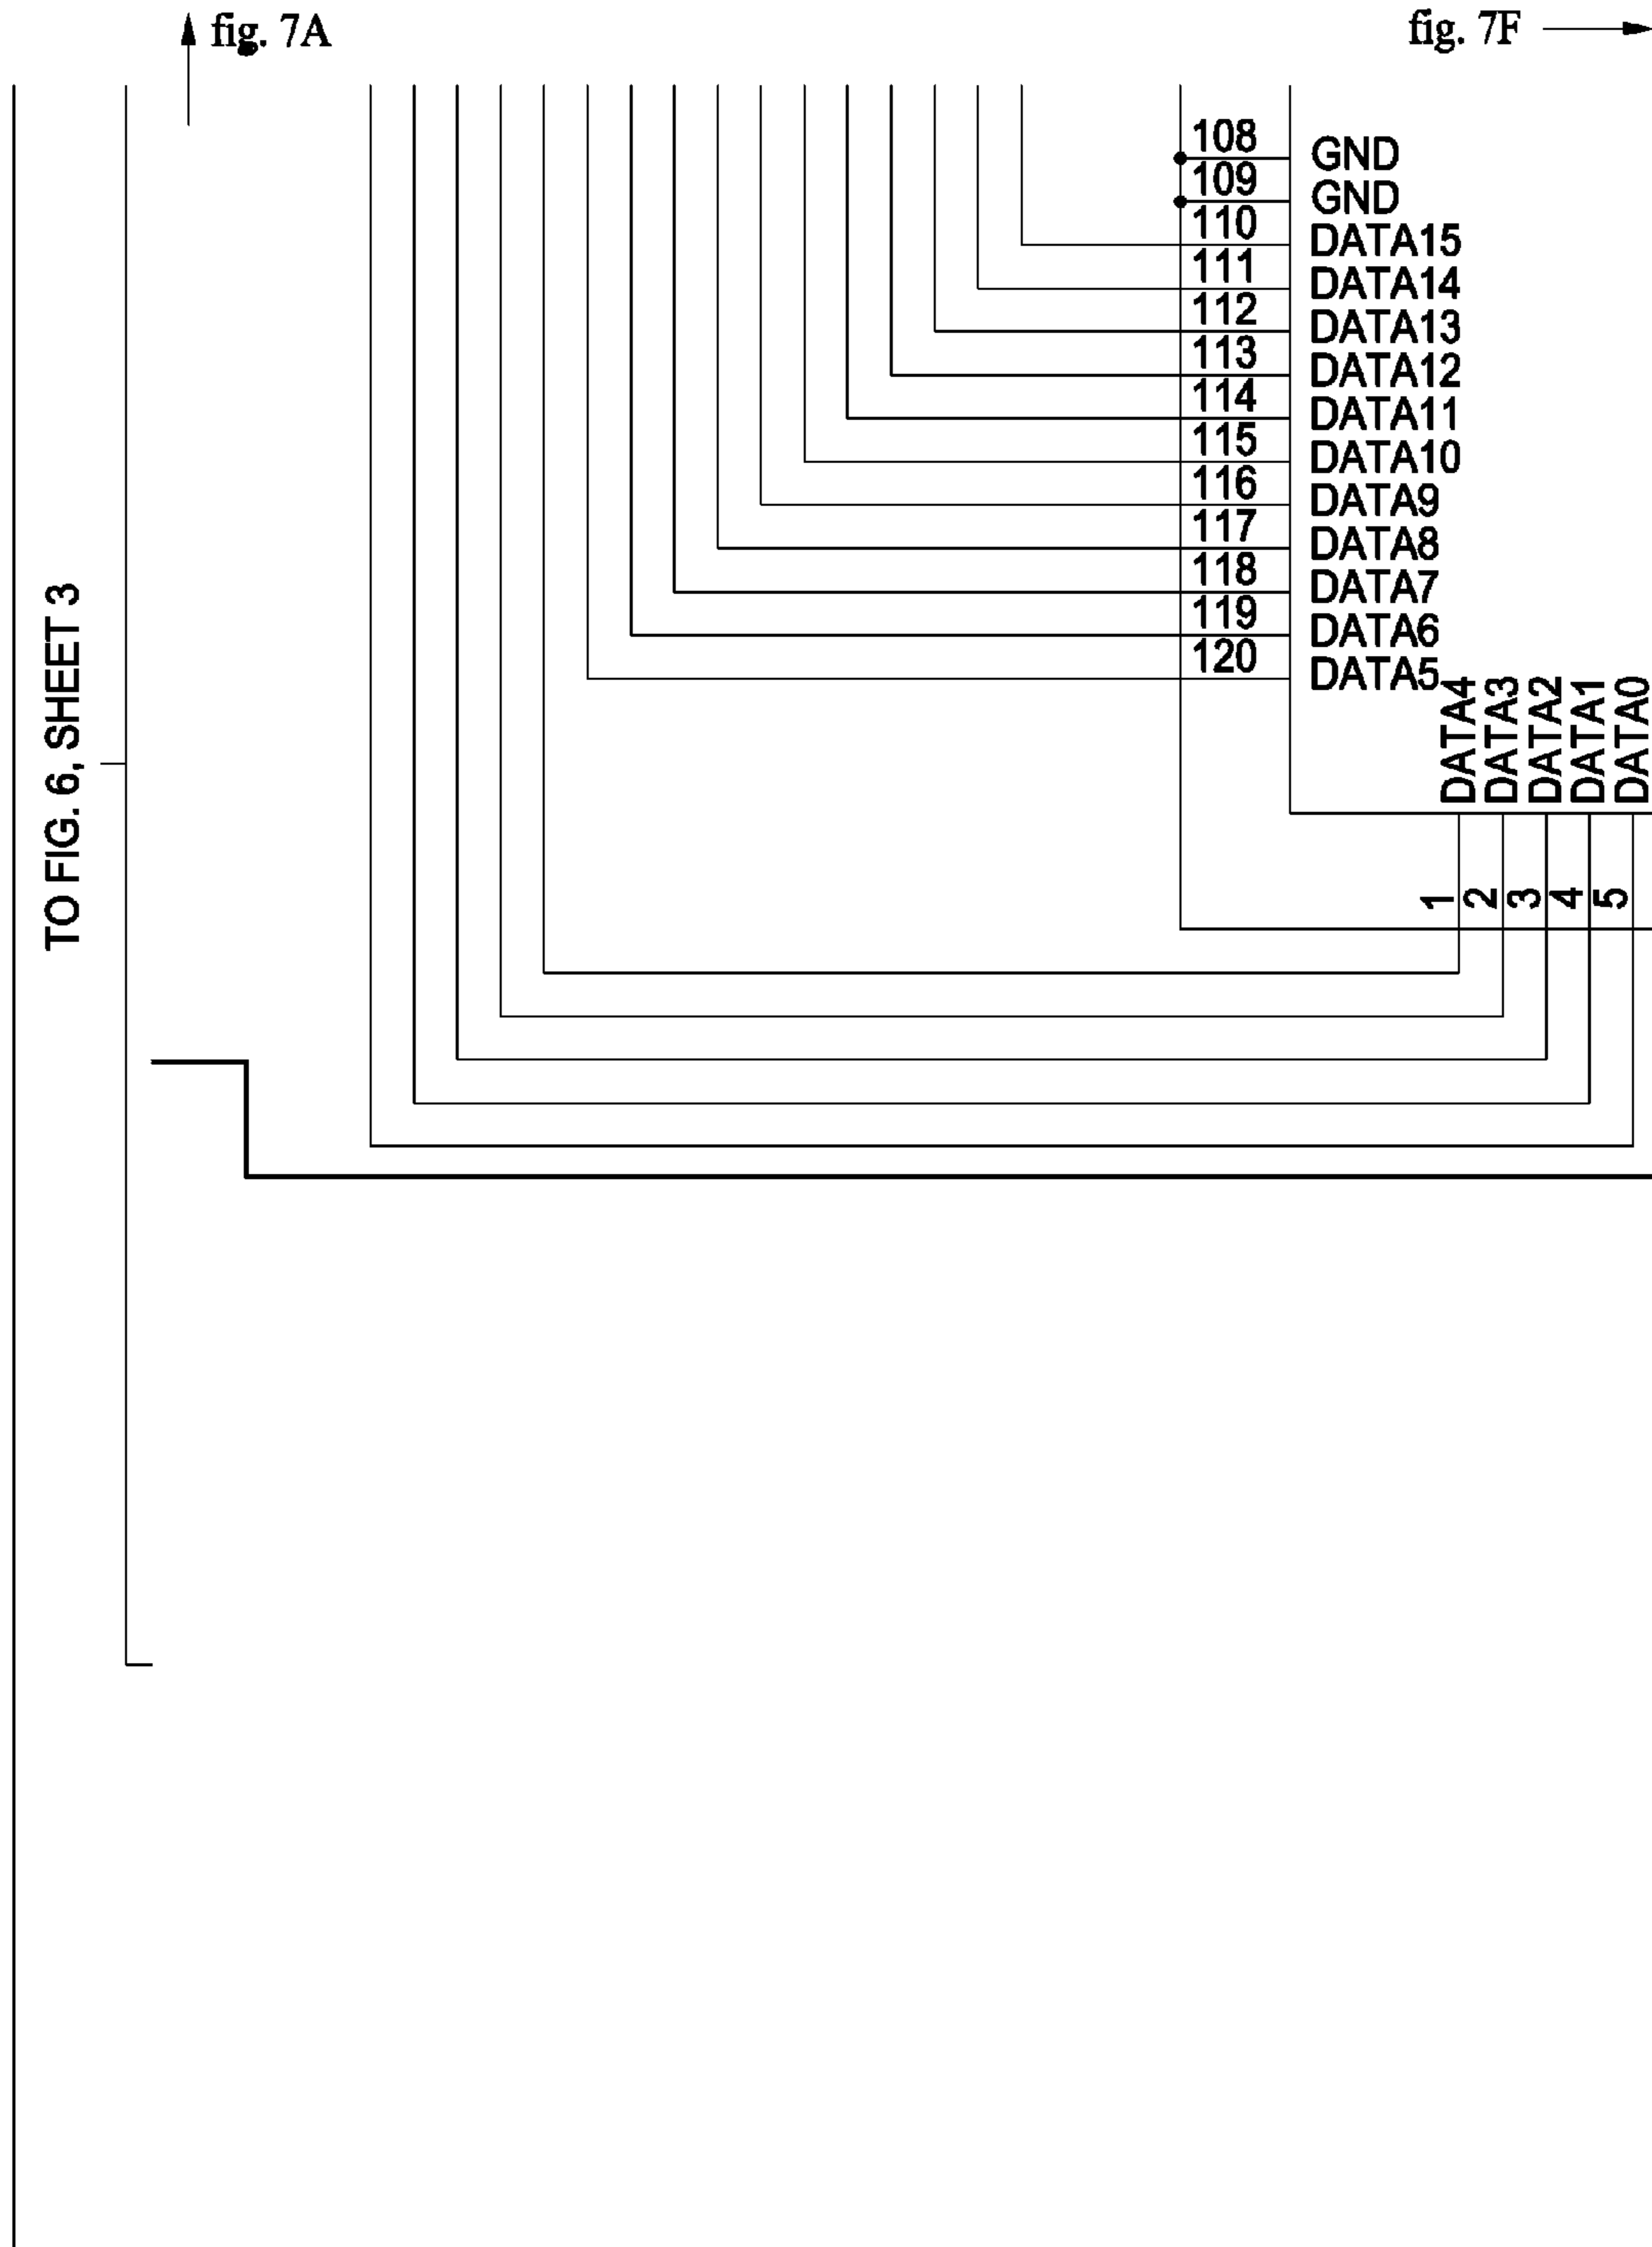 fig. 7A
fig. 7F
108 GND
109 GND
110 DATA15
111 DATA14
112 DATA13
113 DATA12
114 DATA11
115 DATA10
116 DATA9
117 DATA8
118 DATA7
119 DATA6
120 DATA5
TO FIG. 6, SHEET 3
DATA4
DATA3
DATA2
DATA1
DATA0
1
2
3
4
5